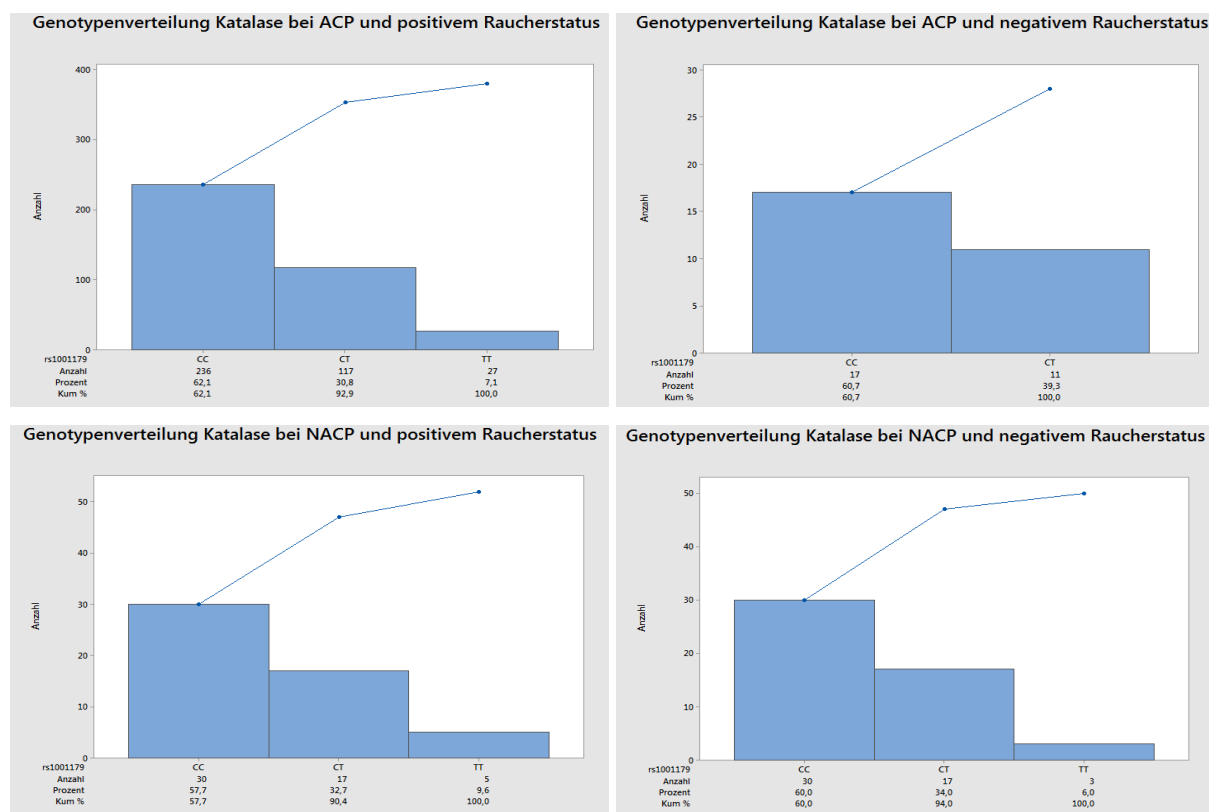 Genotypenverteilung Katalase bei ACP und positivem Raucherstatus
400
300
200
100
0
Anzahl
rs1001179 CC CT TT
Anzahl 236 117 27
Prozent 62,1 30,8 7,1
Kum % 62,1 92,9 100,0
Genotypenverteilung Katalase bei ACP und negativem Raucherstatus
30
25
20
15
10
5
0
Anzahl
rs1001179 CC CT
Anzahl 17 11
Prozent 60,7 39,3
Kum % 60,7 100,0
Genotypenverteilung Katalase bei NACP und positivem Raucherstatus
50
40
30
20
10
0
Anzahl
rs1001179 CC CT TT
Anzahl 30 17 5
Prozent 57,7 32,7 9,6
Kum % 57,7 90,4 100,0
Genotypenverteilung Katalase bei NACP und negativem Raucherstatus
50
40
30
20
10
0
Anzahl
rs1001179 CC CT TT
Anzahl 30 17 3
Prozent 60,0 34,0 6,0
Kum % 60,0 94,0 100,0